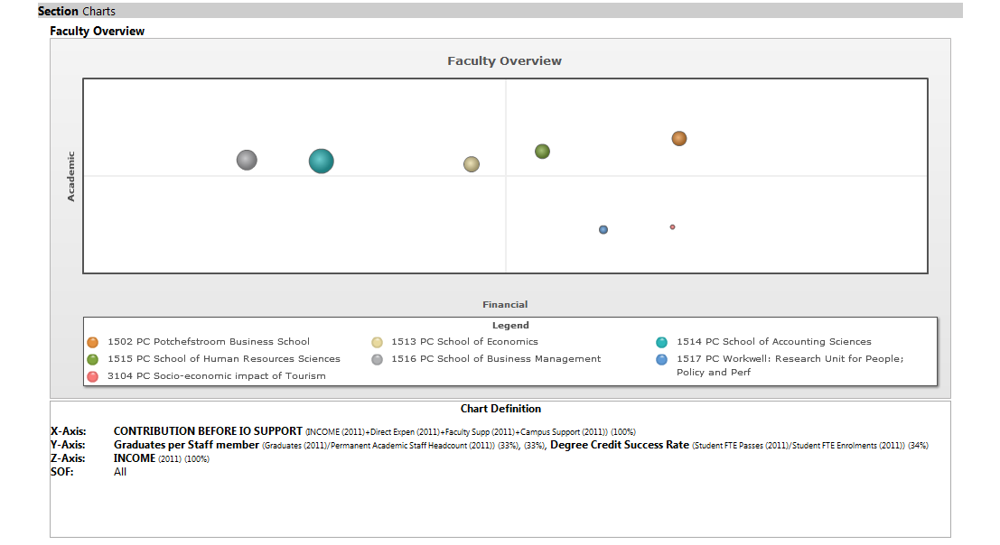 Section Charts
Faculty Overview
Faculty Overview
Academic
Financial
Legend
1502 PC Potchefstroom Business School
1513 PC School of Economics
1514 PC School of Accounting Sciences
1515 PC School of Human Resources Sciences
1516 PC School of Business Management
1517 PC Workwell: Research Unit for People;
Policy and Perf
3104 PC Socio-economic impact of Tourism
Chart Definition
X-Axis: CONTRIBUTION BEFORE IO SUPPORT (INCOME (2011)+Direct Expen (2011)+Faculty Supp (2011)+Campus Support (2011)) (100%)
Y-Axis: Graduates per Staff member (Graduates (2011)/Permanent Academic Staff Headcount (2011)) (33%), (33%), Degree Credit Success Rate (Student FTE Passes (2011)/Student FTE Enrolments (2011)) (34%)
Z-Axis: INCOME (2011) (100%)
SOF: All